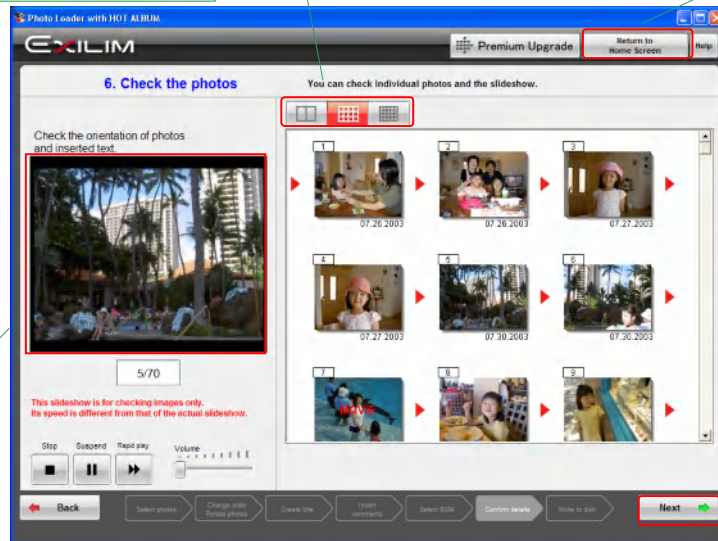 Photo Loader with HOT ALBUM
EXILIM
Premium Upgrade
Return to
Home Screen
Help
6. Check the photos
You can check individual photos and the slideshow.
Check the orientation of photos
and inserted text.
1
2
3
07.26.2003
07.26.2003
07.27.2003
4
5
6
07.27.2003
07.30.2003
07.30.2003
5/70
7
8
9
MOVIE
This slideshow is for checking images only.
Its speed is different from that of the actual slideshow.
Stop
Suspend
Rapid play
Volume
Back
Select photos
Change order
Rotate photos
Create title
Insert
comments
Select BGM
Confirm details
Write to disk
Next